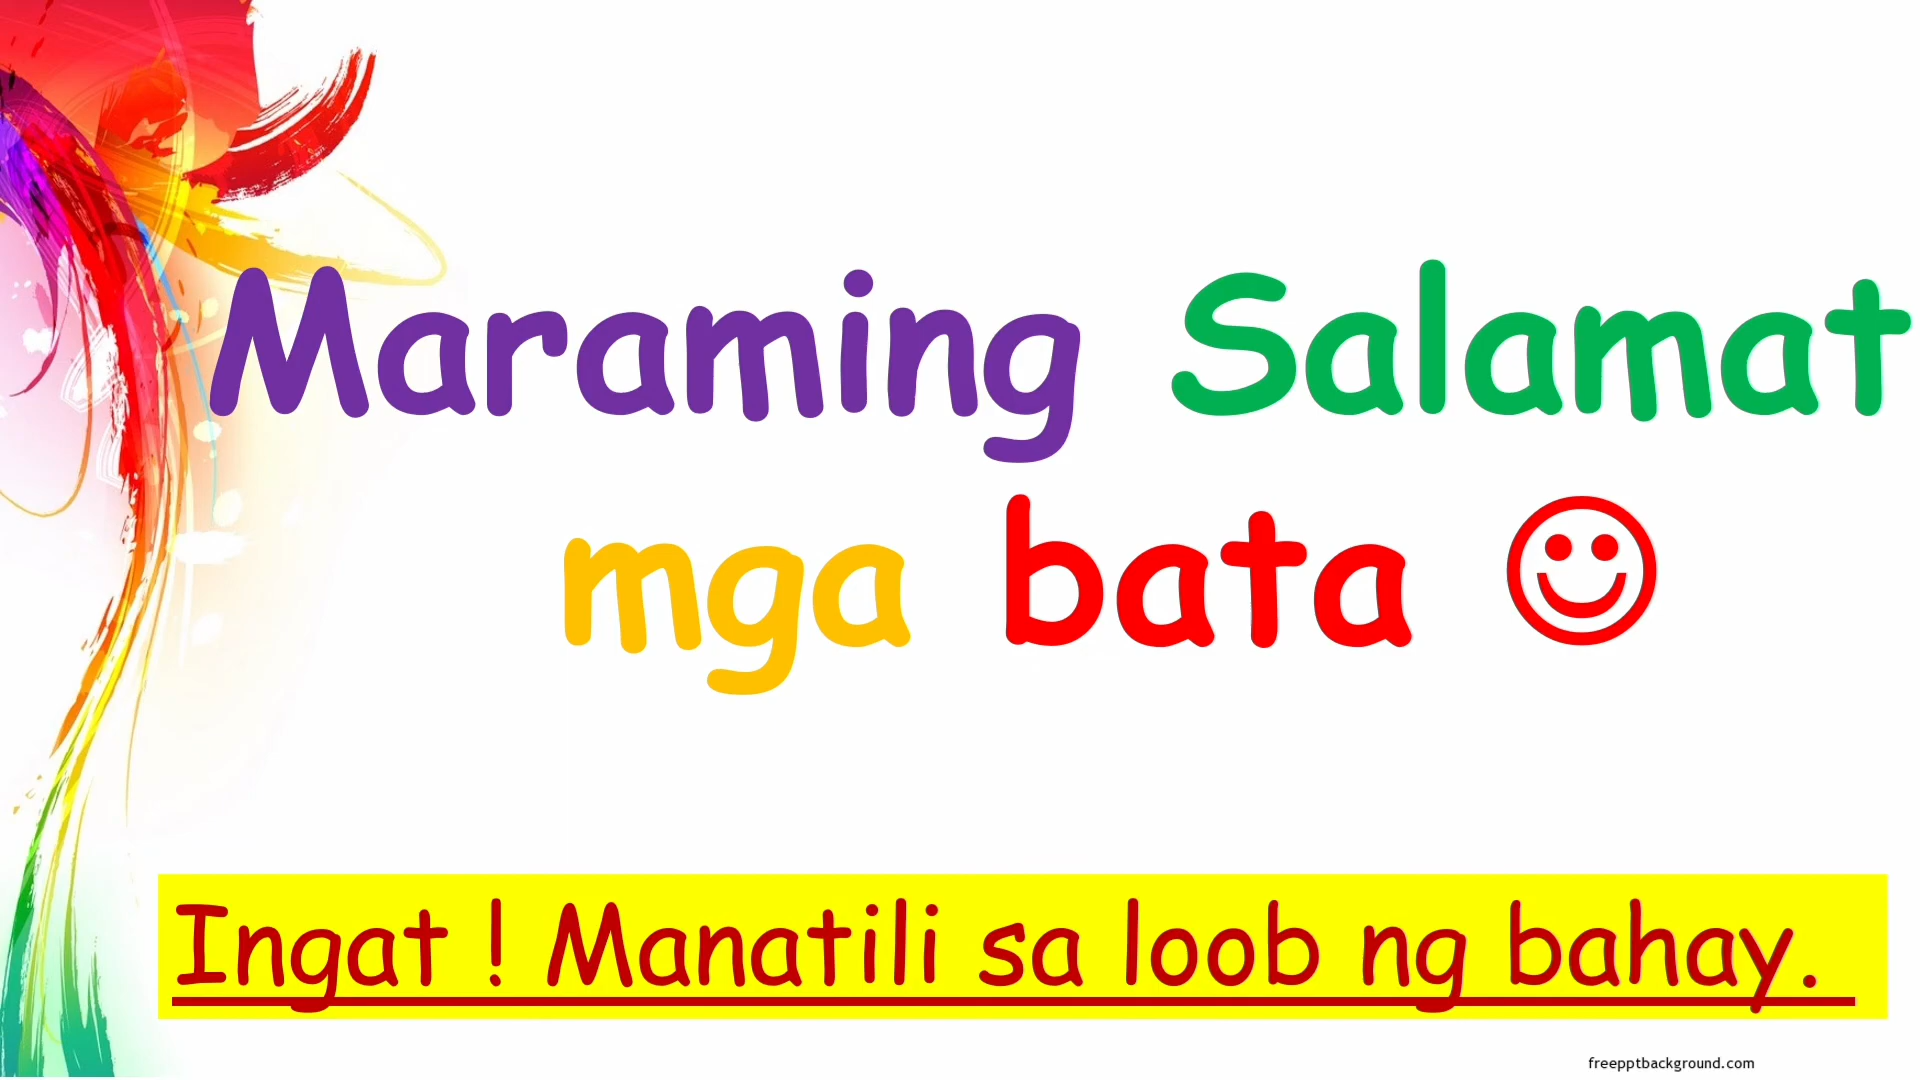 Maraming Salamat
mga bata ☺
Ingat ! Manatili sa loob ng bahay.
freepptbackground.com